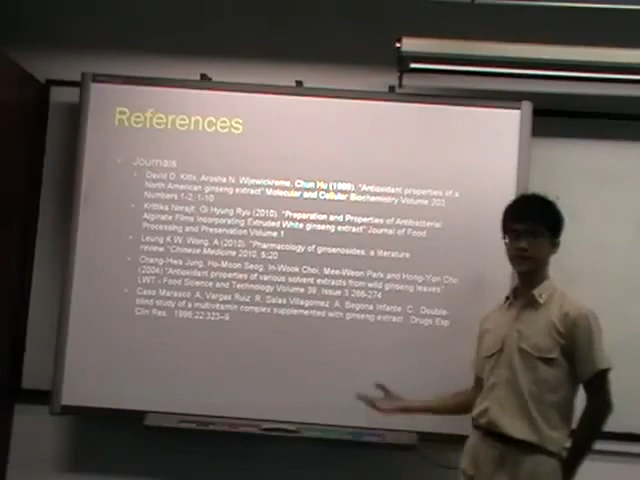 References
Journals
David D. Kitts, Arosha N. Wijewickreme, Chun Hu (1999). "Antioxidant properties of a
North American ginseng extract" Molecular and Cellular Biochemistry Volume 203,
Numbers 1-2, 1-10
Krittika Norajit, Gi Hyung Ryu (2010). "Preparation and Properties of Antibacterial
Alginate Films Incorporating Extruded White ginseng extract" Journal of Food
Processing and Preservation Volume 1
Leung K W, Wong, A (2010). "Pharmacology of ginsenosides: a literature
review "Chinese Medicine 2010, 5:20
Chang-Hwa Jung, Ho-Moon Seog, In-Wook Choi, Mee-Weon Park and Hong-Yon Cho
(2004) "Antioxidant properties of various solvent extracts from wild ginseng leaves"
LWT - Food Science and Technology Volume 39, Issue 3 266-274
Caso Marasco A, Vargas Ruiz R, Salas Villagomez A, Begona Infante C. Double-
blind study of a multivitamin complex supplemented with ginseng extract. Drugs Exp
Clin Res. 1996;22:323–9.